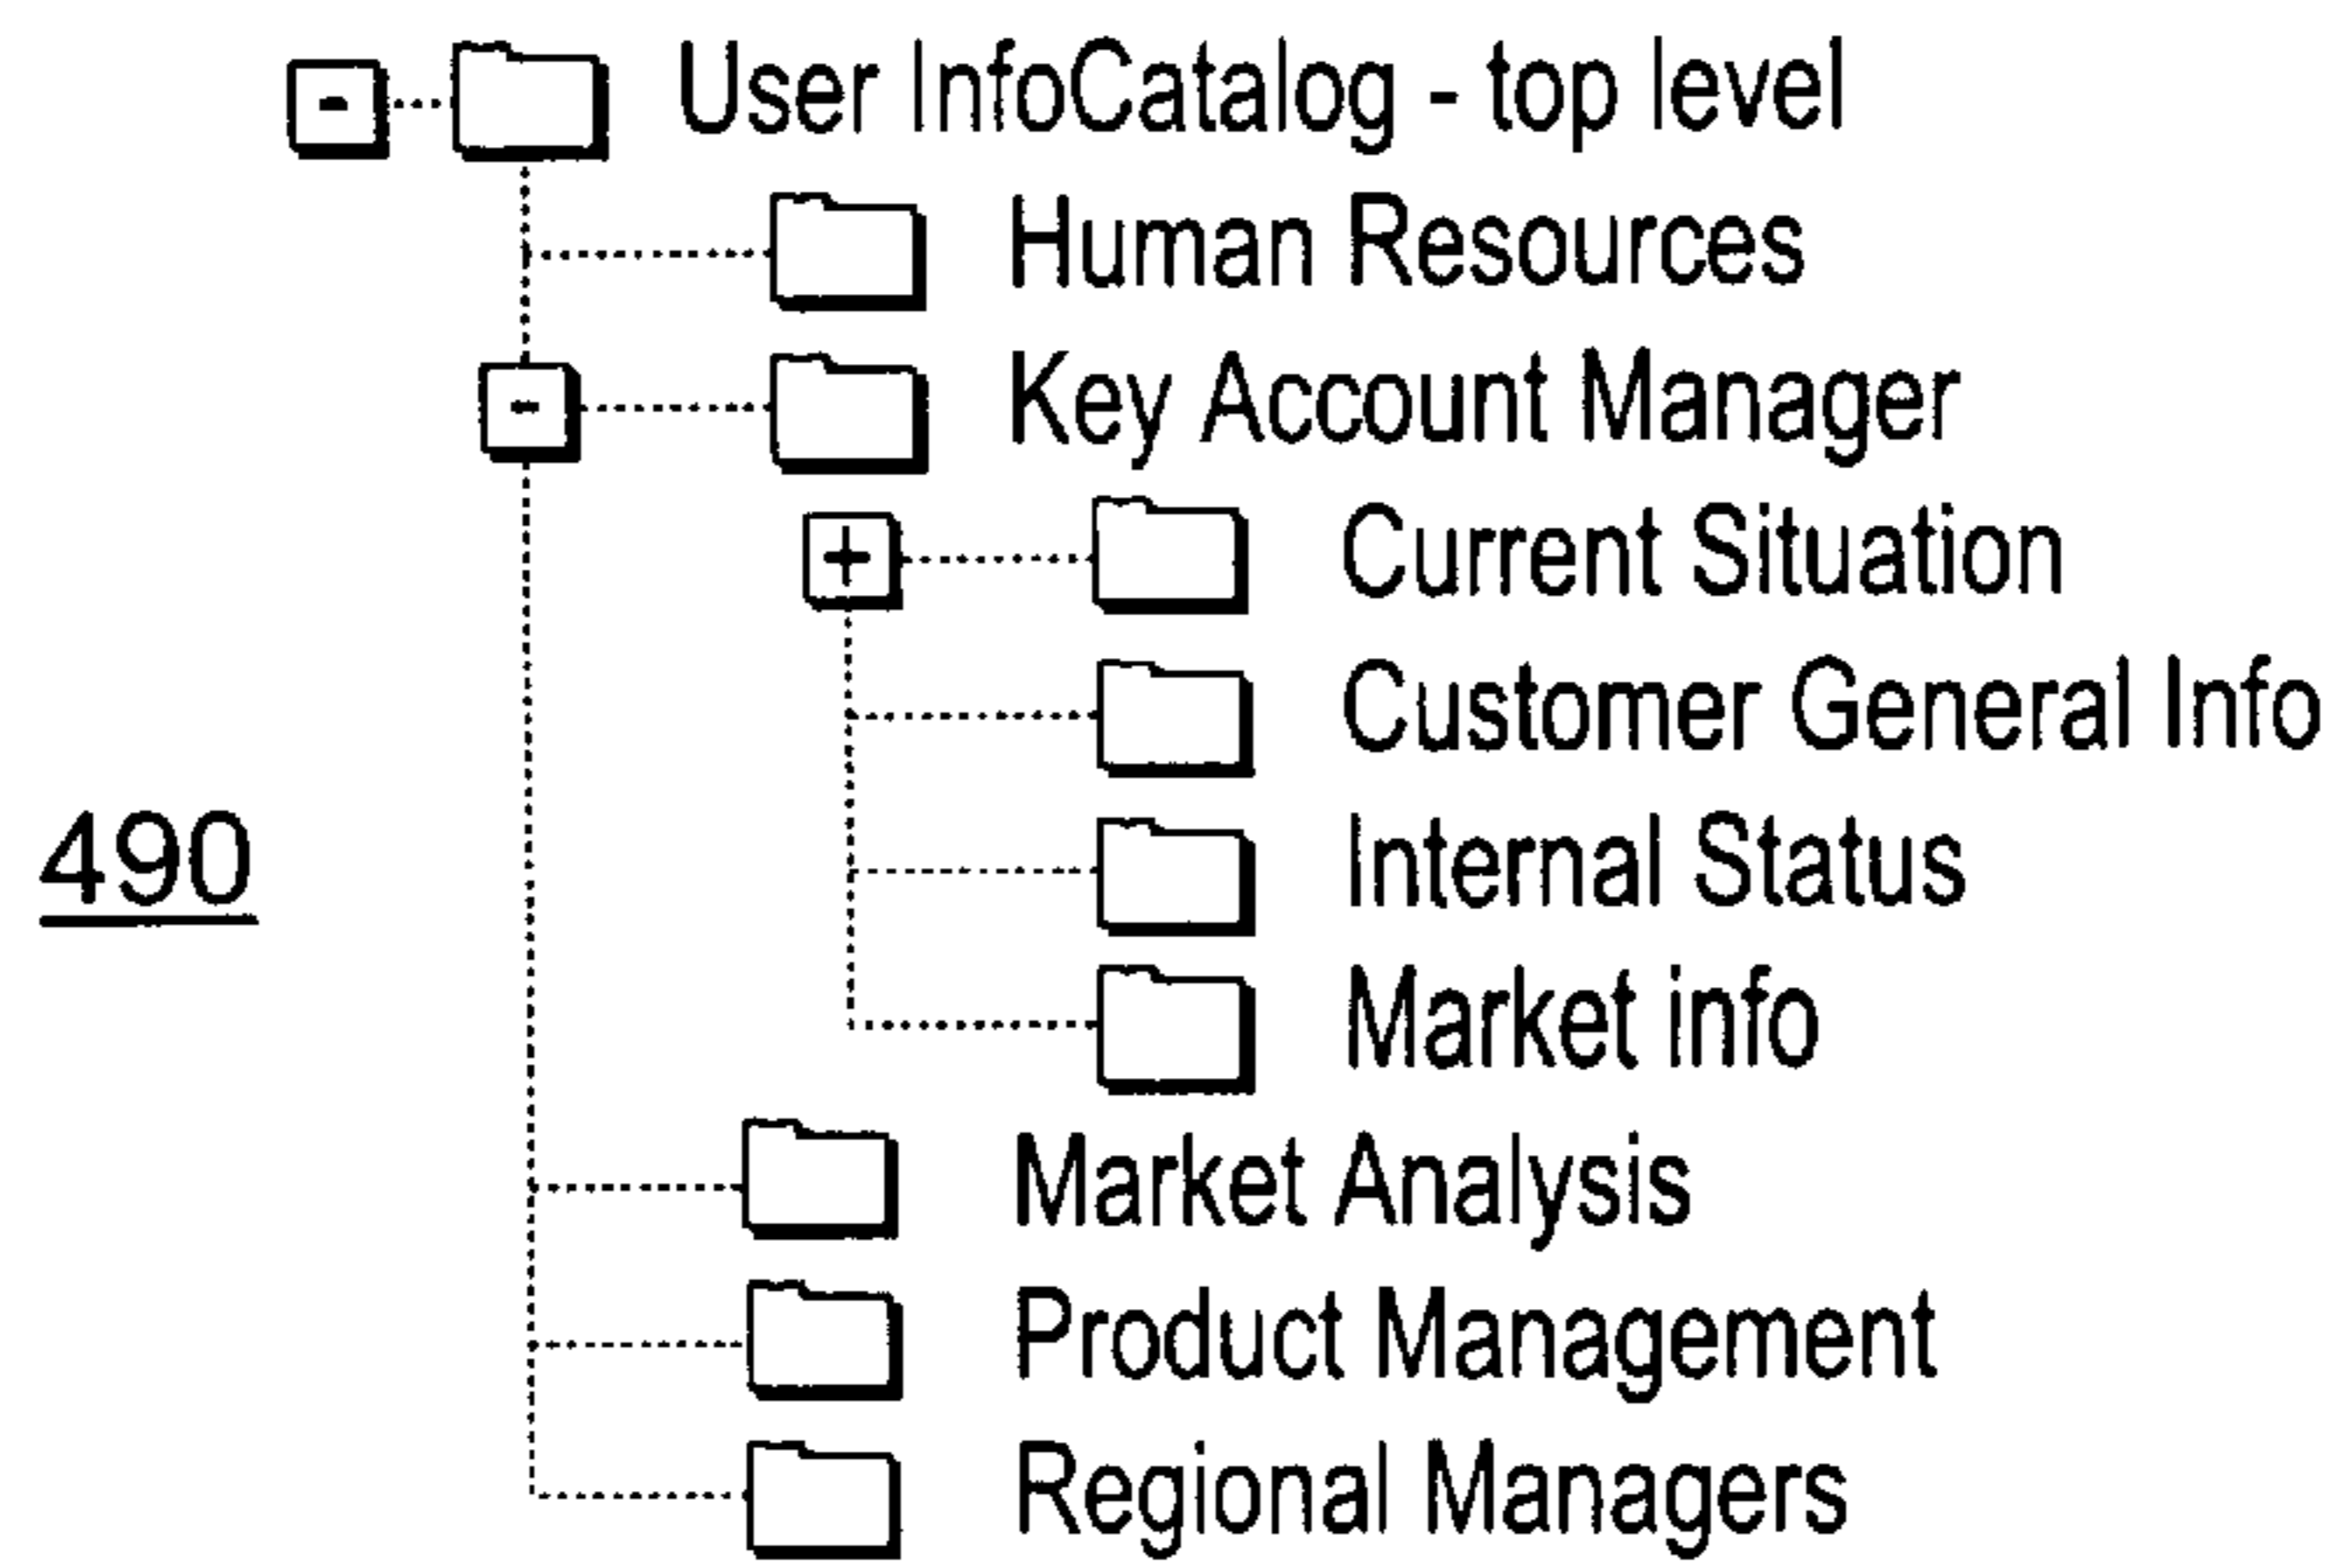 User InfoCatalog - top level
Human Resources
Key Account Manager
Current Situation
Customer General Info
490
Internal Status
Market info
Market Analysis
Product Management
Regional Managers